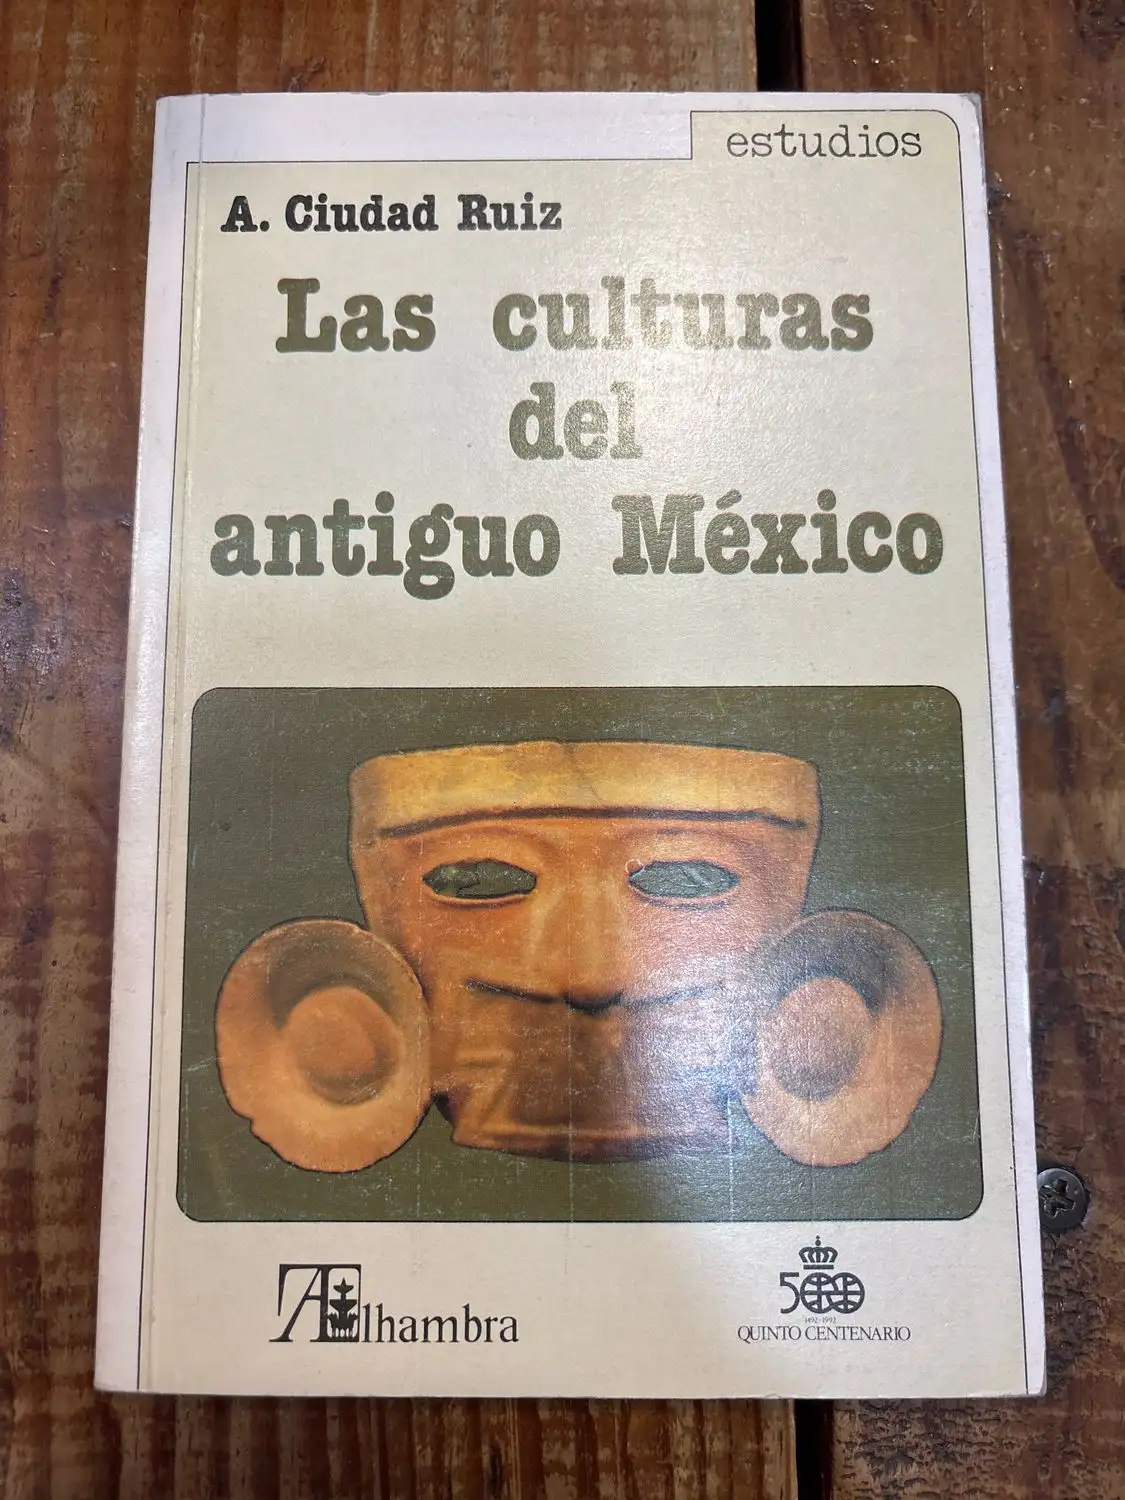 estudios
A. Ciudad Ruiz
Las culturas
del
antiguo México
Alhambra
500
1492-1992
QUINTO CENTENARIO